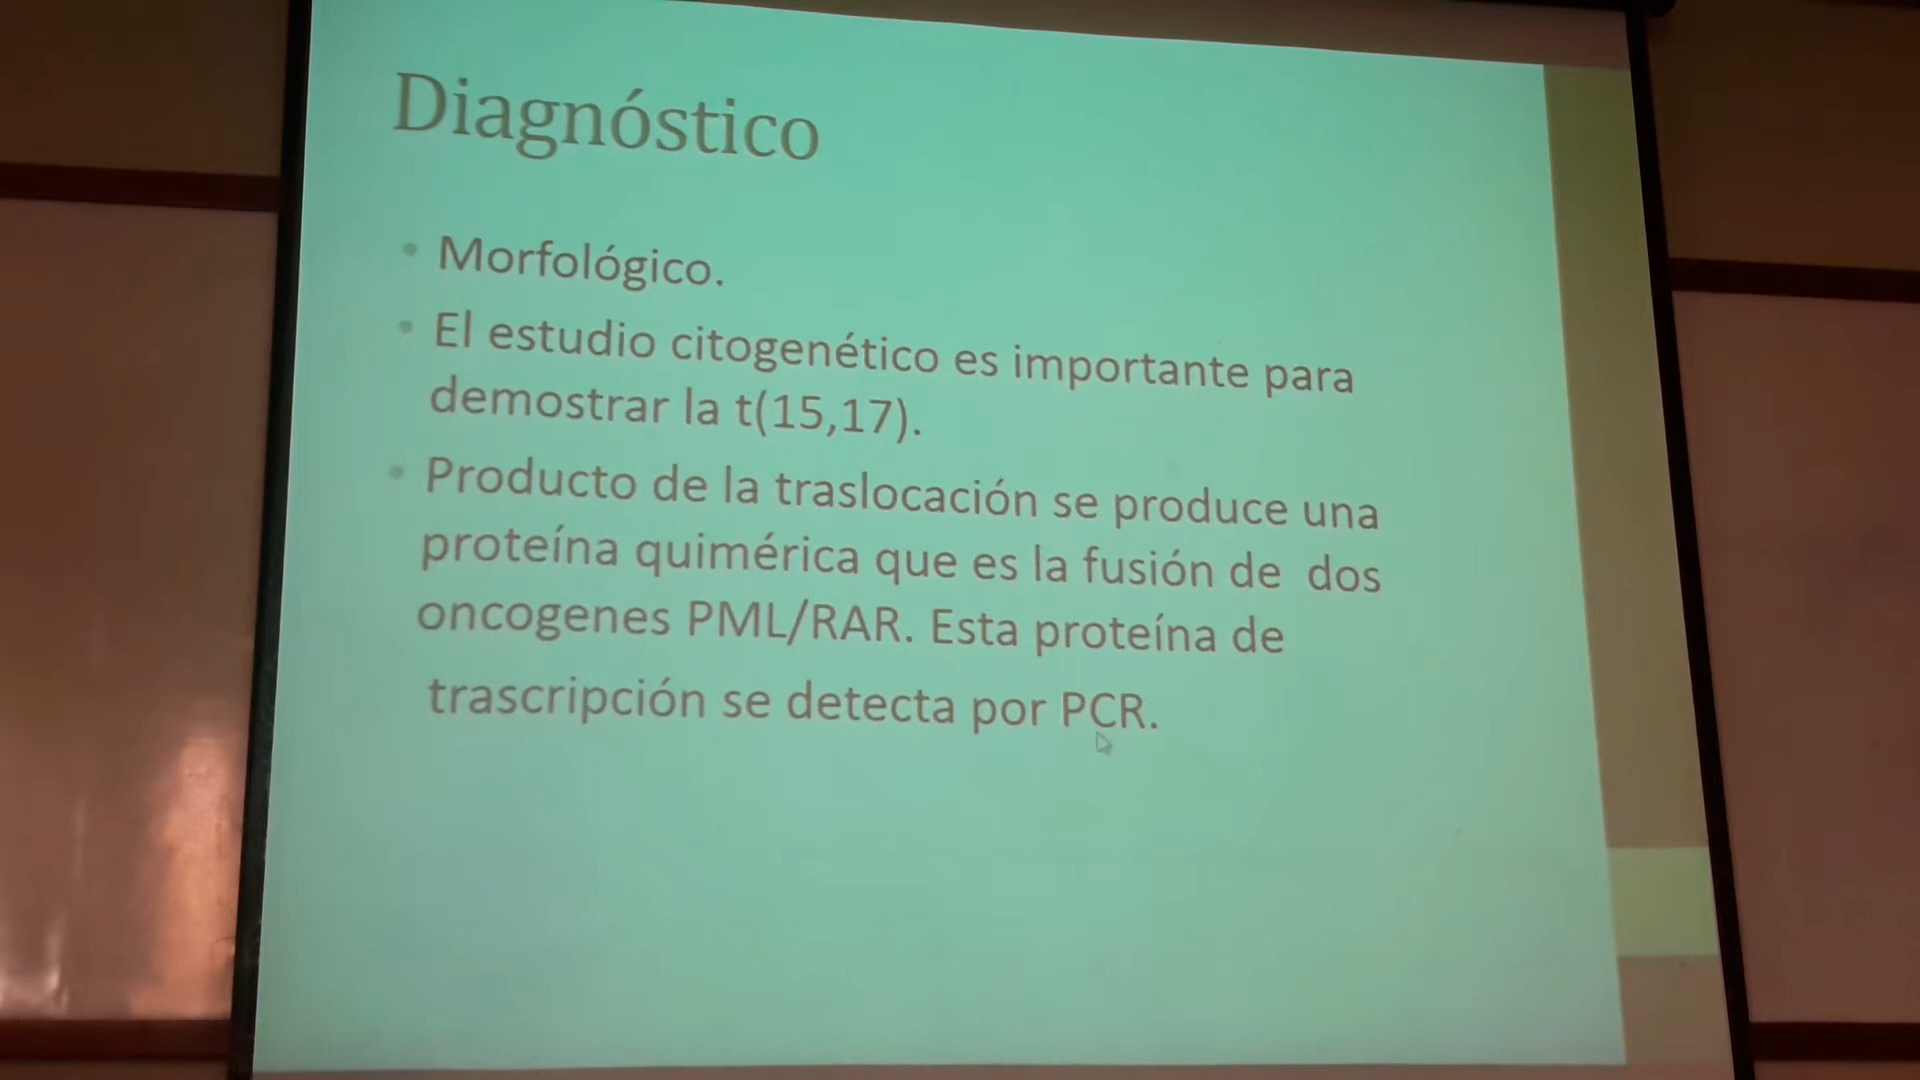 Diagnóstico
• Morfológico.
• El estudio citogenético es importante para
demostrar la t(15,17).
• Producto de la traslocación se produce una
proteína quimérica que es la fusión de dos
oncogenes PML/RAR. Esta proteína de
trascripción se detecta por PCR.